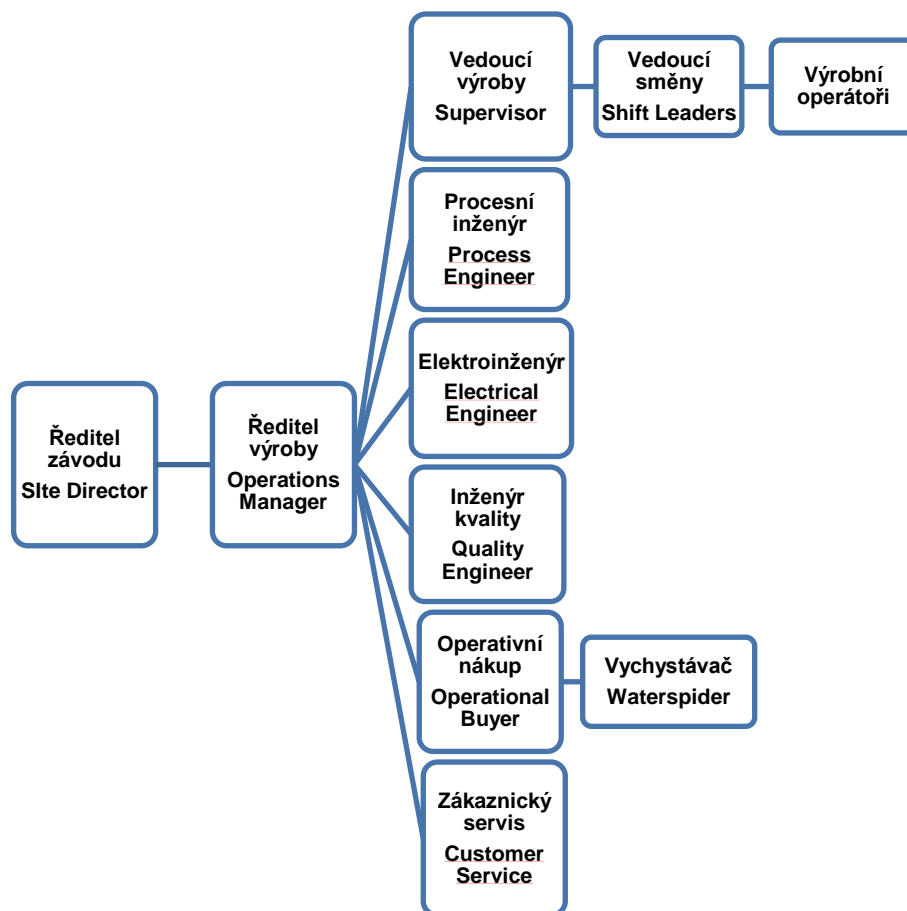 Vedoucí
výroby
Supervisor
Vedoucí
směny
Shift Leaders
Výrobní
operátoři
Procesní
inženýr
Process
Engineer
Elektroinženýr
Electrical
Engineer
Ředitel
závodu
SIte Director
Ředitel
výroby
Operations
Manager
Inženýr
kvality
Quality
Engineer
Operativní
nákup
Operational
Buyer
Vychystávač
Waterspider
Zákaznický
servis
Customer
Service